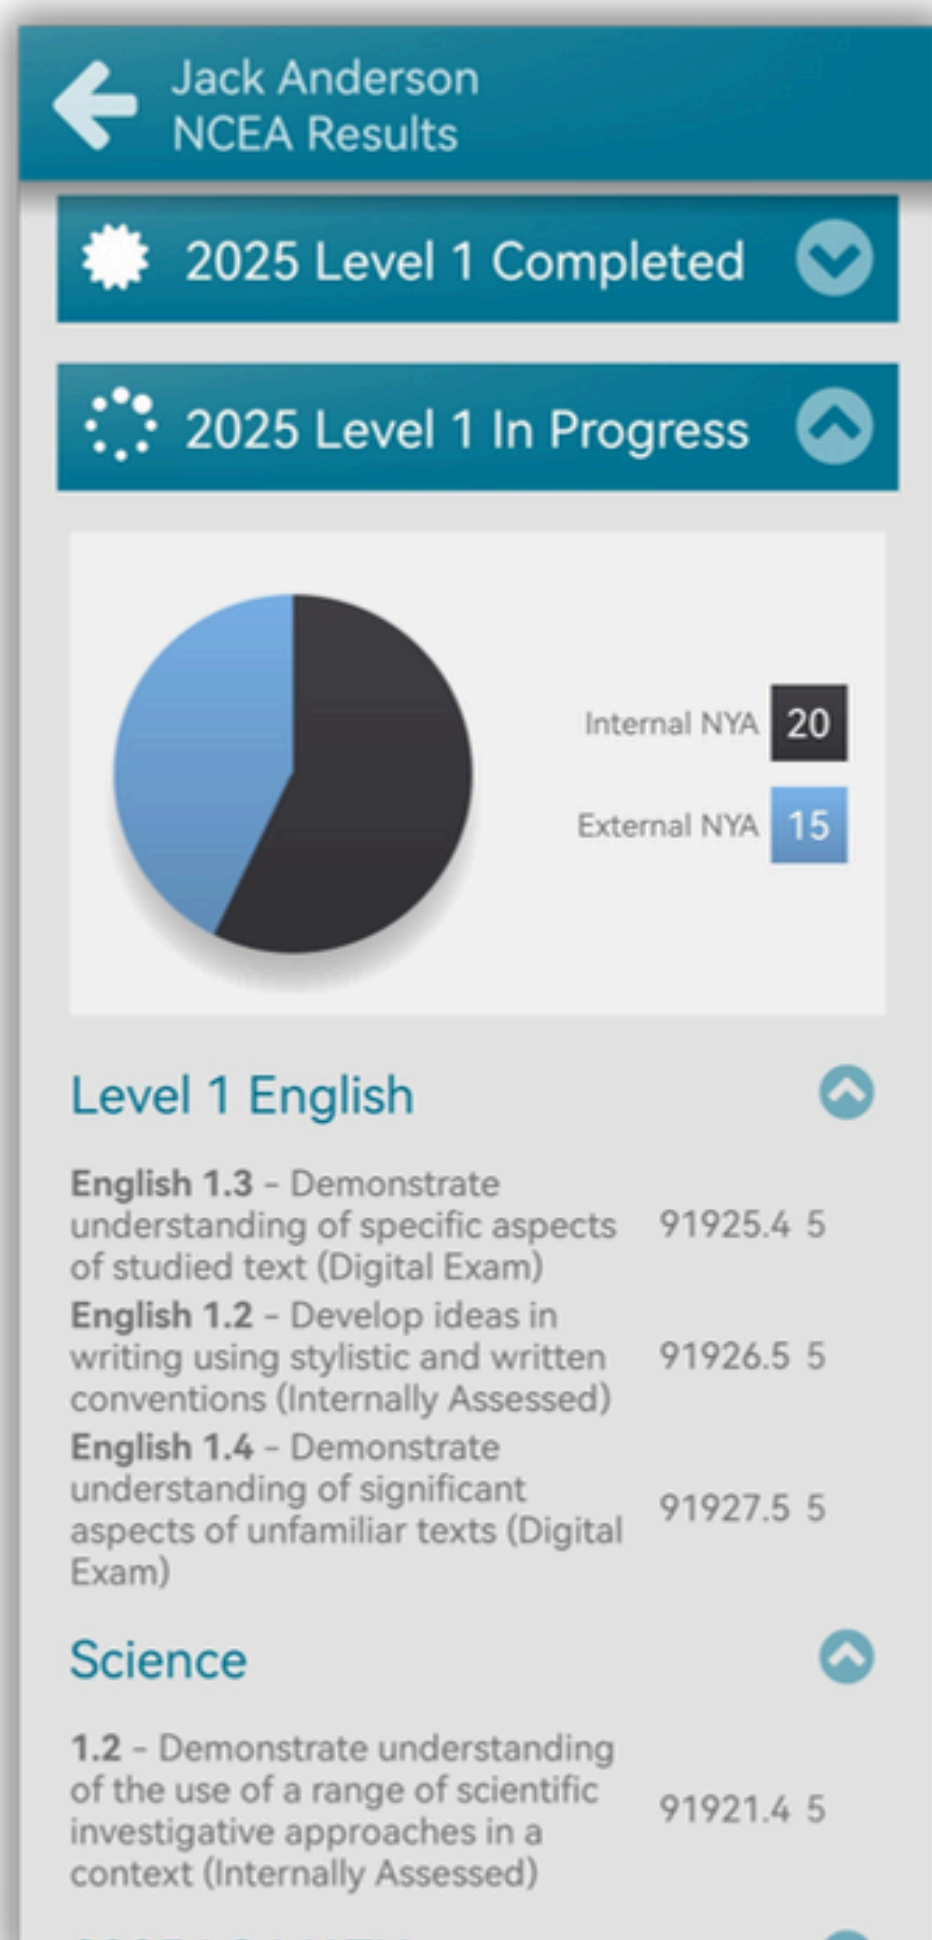 Jack Anderson
NCEA Results
2025 Level 1 Completed
2025 Level 1 In Progress
Internal NYA 20
External NYA 15
Level 1 English
English 1.3 - Demonstrate
understanding of specific aspects
of studied text (Digital Exam)
91925.4 5
English 1.2 - Develop ideas in
writing using stylistic and written
conventions (Internally Assessed)
91926.5 5
English 1.4 - Demonstrate
understanding of significant
aspects of unfamiliar texts (Digital
Exam)
91927.5 5
Science
1.2 - Demonstrate understanding
of the use of a range of scientific
investigative approaches in a
context (Internally Assessed)
91921.4 5